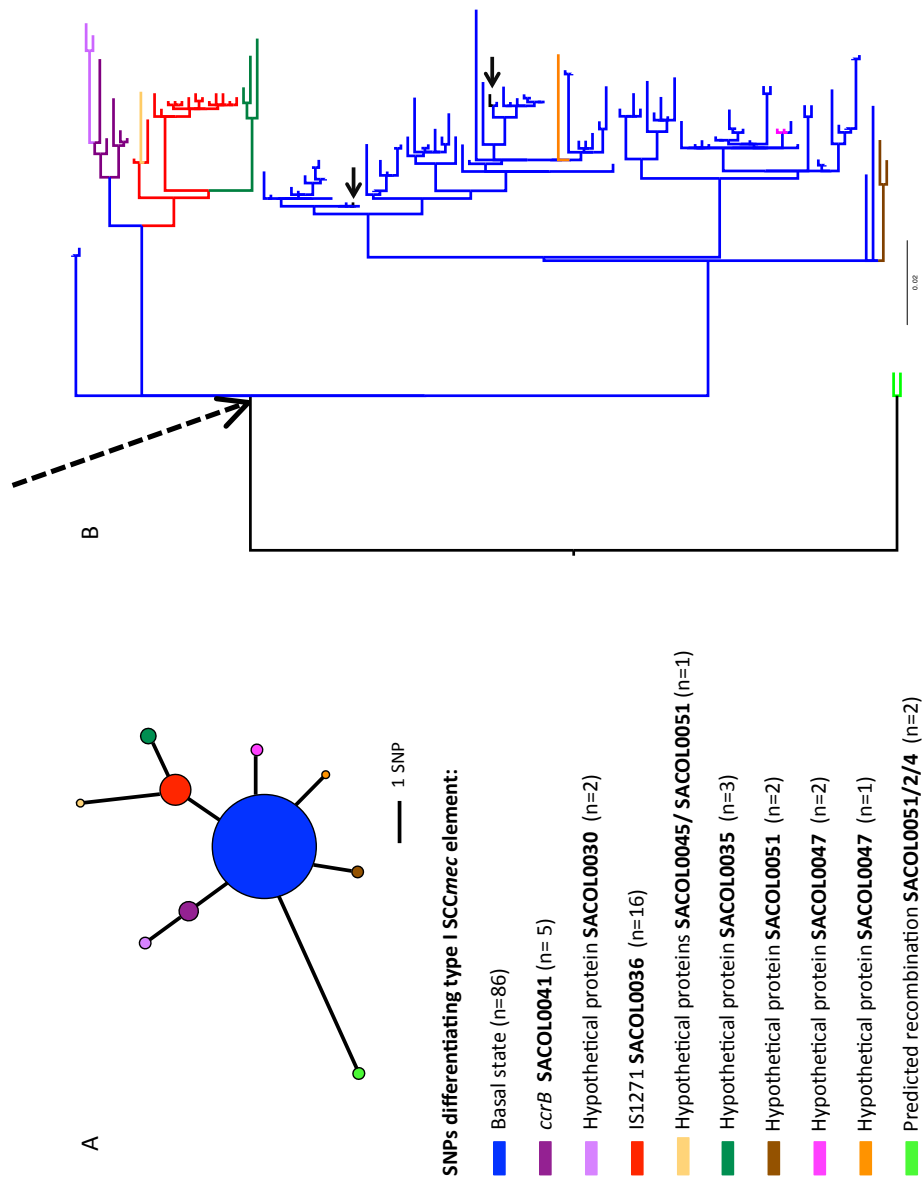 A
1 SNP
SNPs differentiating type I SCCmec element:
Basal state (n=86)
ccrB SACOL0041 (n= 5)
Hypothetical protein SACOL0030 (n=2)
IS1271 SACOL0036 (n=16)
Hypothetical proteins SACOL0045/ SACOL0051 (n=1)
Hypothetical protein SACOL0035 (n=3)
Hypothetical protein SACOL0051 (n=2)
Hypothetical protein SACOL0047 (n=2)
Hypothetical protein SACOL0047 (n=1)
Predicted recombination SACOL0051/2/4 (n=2)
B
0.02